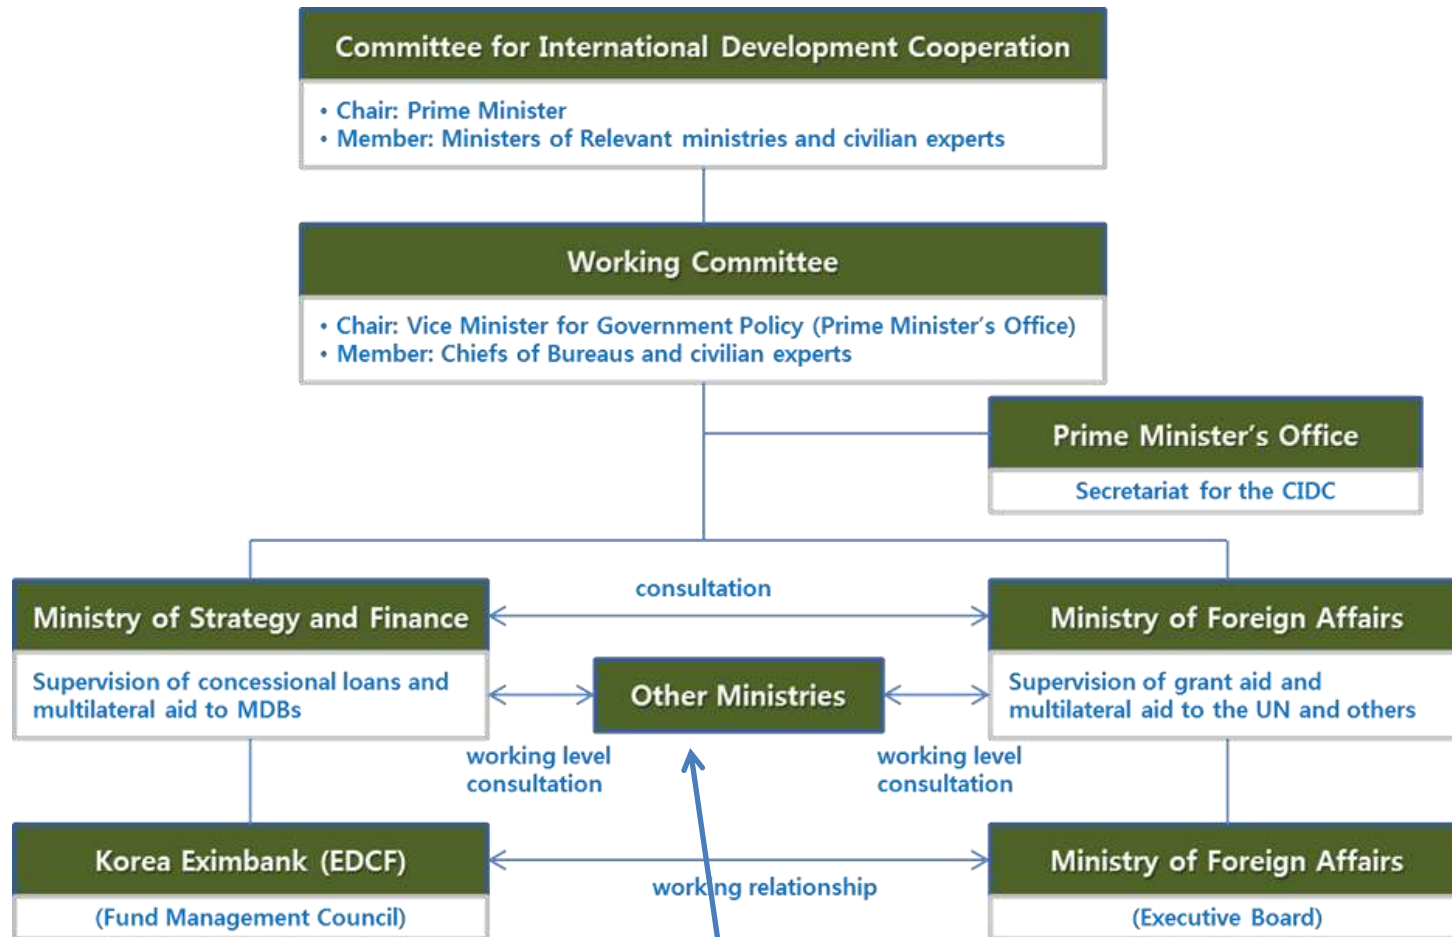 Committee for International Development Cooperation
• Chair: Prime Minister
• Member: Ministers of Relevant ministries and civilian experts
Working Committee
• Chair: Vice Minister for Government Policy (Prime Minister's Office)
• Member: Chiefs of Bureaus and civilian experts
Prime Minister's Office
Secretariat for the CIDC
consultation
Ministry of Strategy and Finance
Ministry of Foreign Affairs
Supervision of concessional loans and
multilateral aid to MDBs
Other Ministries
Supervision of grant aid and
multilateral aid to the UN and others
working level
consultation
working level
consultation
Korea Eximbank (EDCF)
Ministry of Foreign Affairs
working relationship
(Fund Management Council)
(Executive Board)